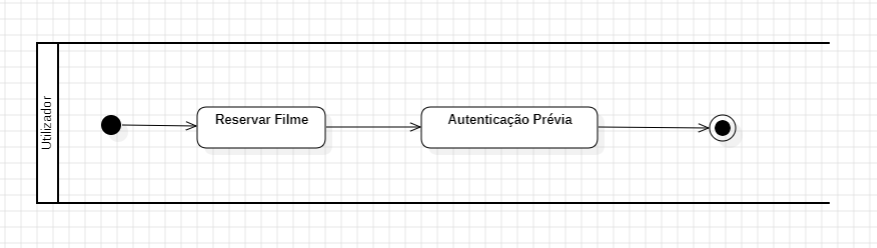 Utilizador
Reservar Filme
Autenticação Prévia